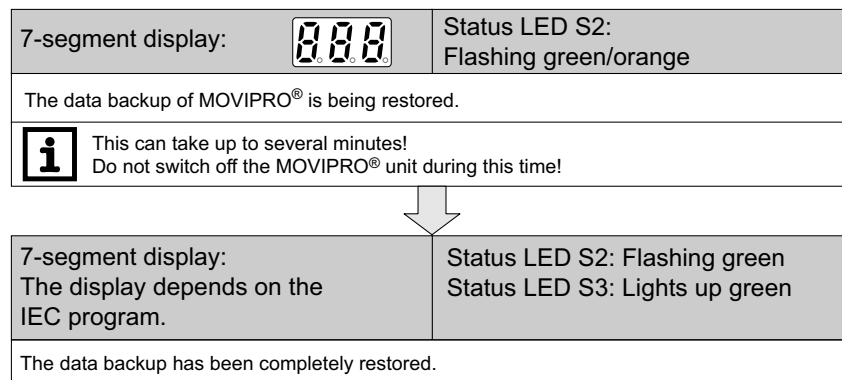 7-segment display:
8.8.8.
Status LED S2:
Flashing green/orange
The data backup of MOVIPRO® is being restored.
i
This can take up to several minutes!
Do not switch off the MOVIPRO® unit during this time!
7-segment display:
The display depends on the
IEC program.
Status LED S2: Flashing green
Status LED S3: Lights up green
The data backup has been completely restored.